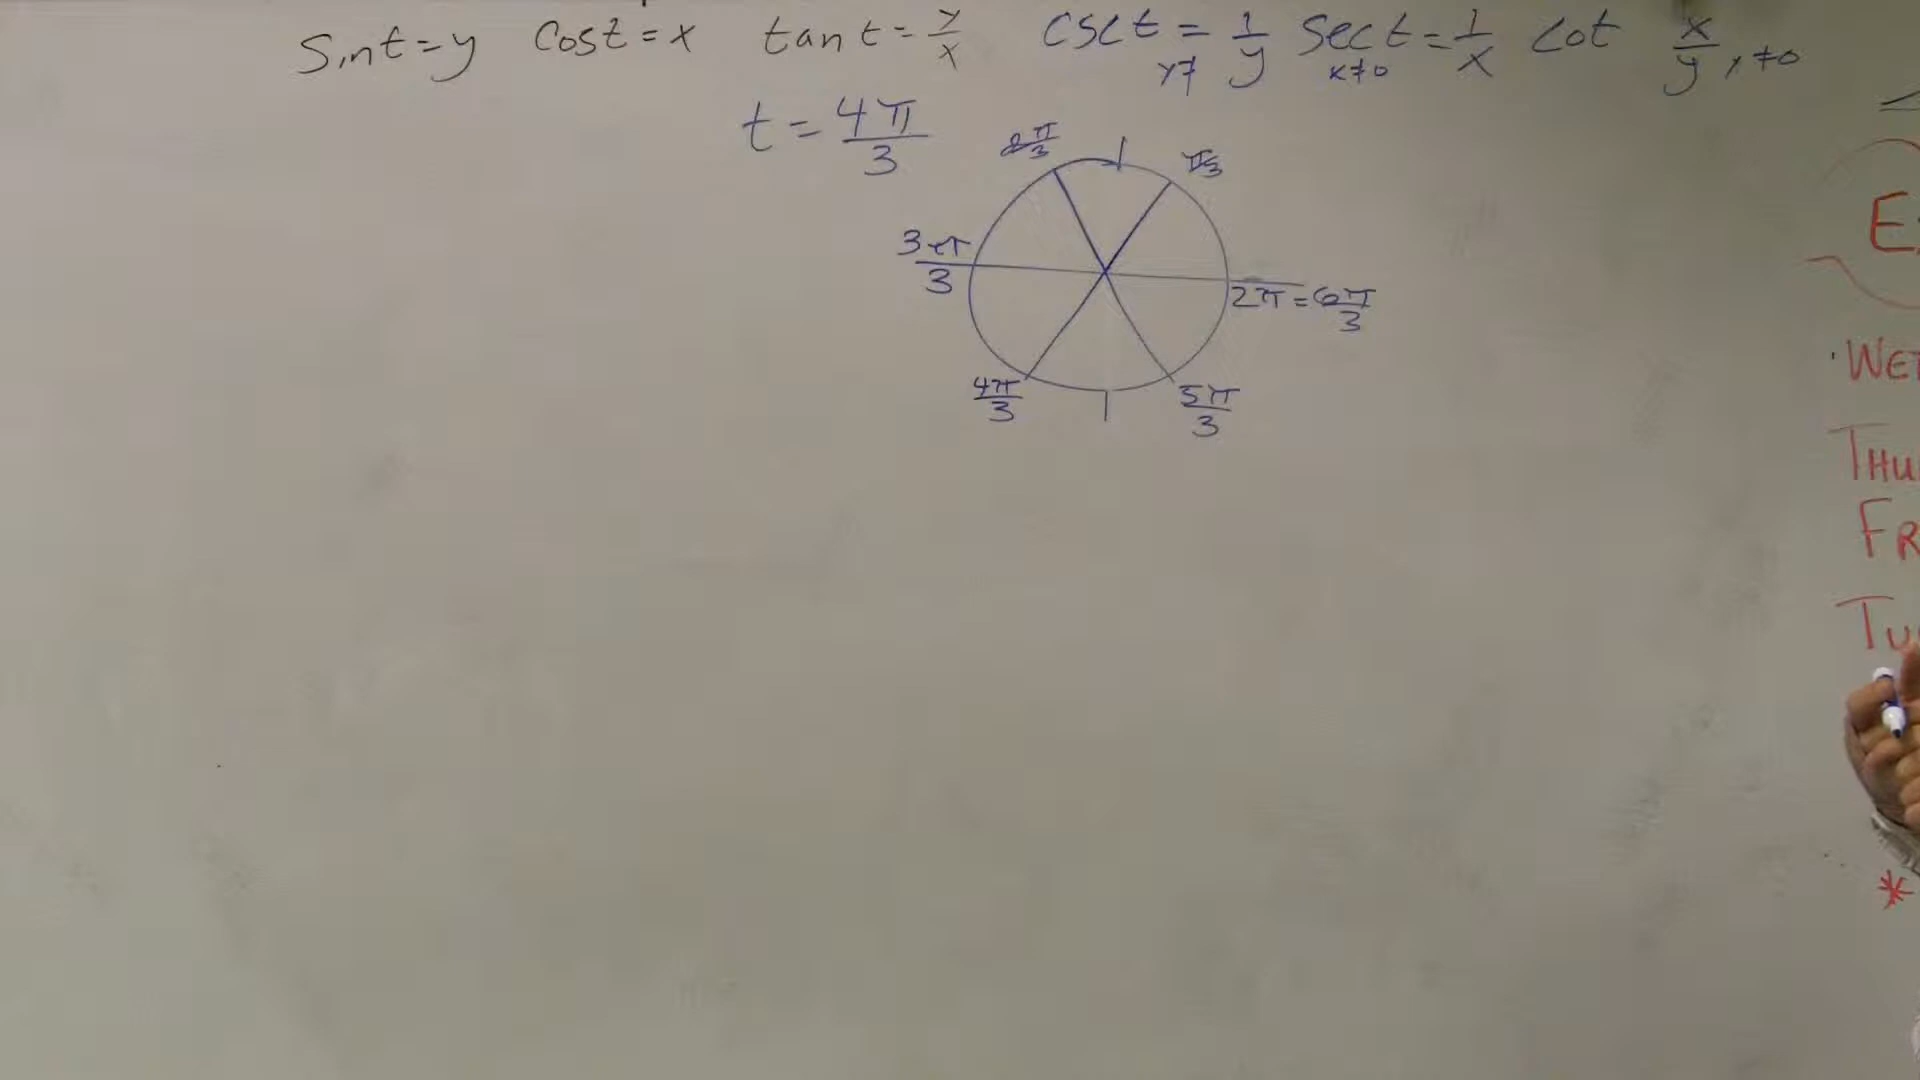 sin t = y   cos t = x   tan t = y/x   csc t = 1/y   sec t = 1/x   cot   x/y, y ≠ 0
y ≠   x ≠ 0
t = 4π/3
2π/3   π/3
3π/3
2π = 6π/3
4π/3   5π/3
E
WE
THU
FR
TU
*